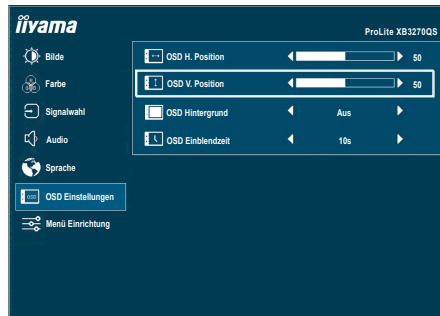 iiyama
ProLite XB3270QS
Bilde
Farbe
Signalwahl
Audio
Sprache
OSD
OSD Einstellungen
Menü Einrichtung
OSD H. Position
50
OSD V. Position
50
OSD Hintergrund
Aus
OSD Einblendzeit
10s